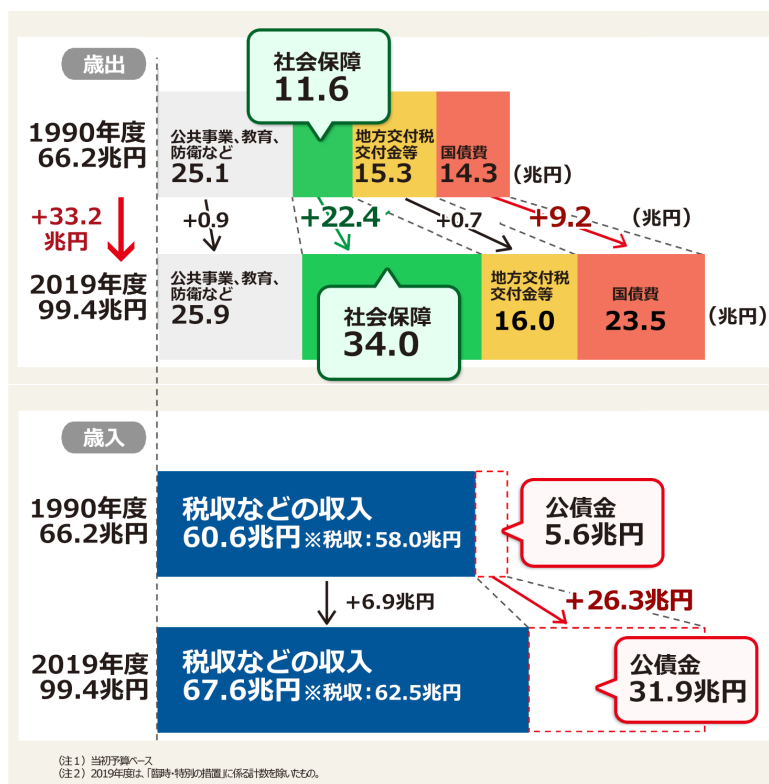 歳出
社会保障
11.6
1990年度
66.2兆円
公共事業、教育、
防衛など
25.1
地方交付税
交付金等
15.3
国債費
14.3
(兆円)
+33.2
兆円
+0.9
+22.4
+0.7
+9.2
(兆円)
2019年度
99.4兆円
公共事業、教育、
防衛など
25.9
社会保障
34.0
地方交付税
交付金等
16.0
国債費
23.5
(兆円)
歳入
1990年度
66.2兆円
税収などの収入
60.6兆円※税収:58.0兆円
公債金
5.6兆円
+6.9兆円
+26.3兆円
2019年度
99.4兆円
税収などの収入
67.6兆円※税収:62.5兆円
公債金
31.9兆円
(注1) 当初予算ベース
(注2) 2019年度は、「臨時・特別の措置」に係る計数を除いたもの。